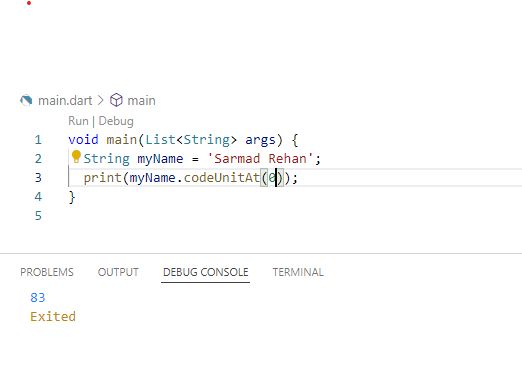 main.dart > main
Run | Debug
1 void main(List<String> args) {
2 String myName = 'Sarmad Rehan';
3 print(myName.codeUnitAt(0));
4 }
5
PROBLEMS OUTPUT DEBUG CONSOLE TERMINAL
83
Exited